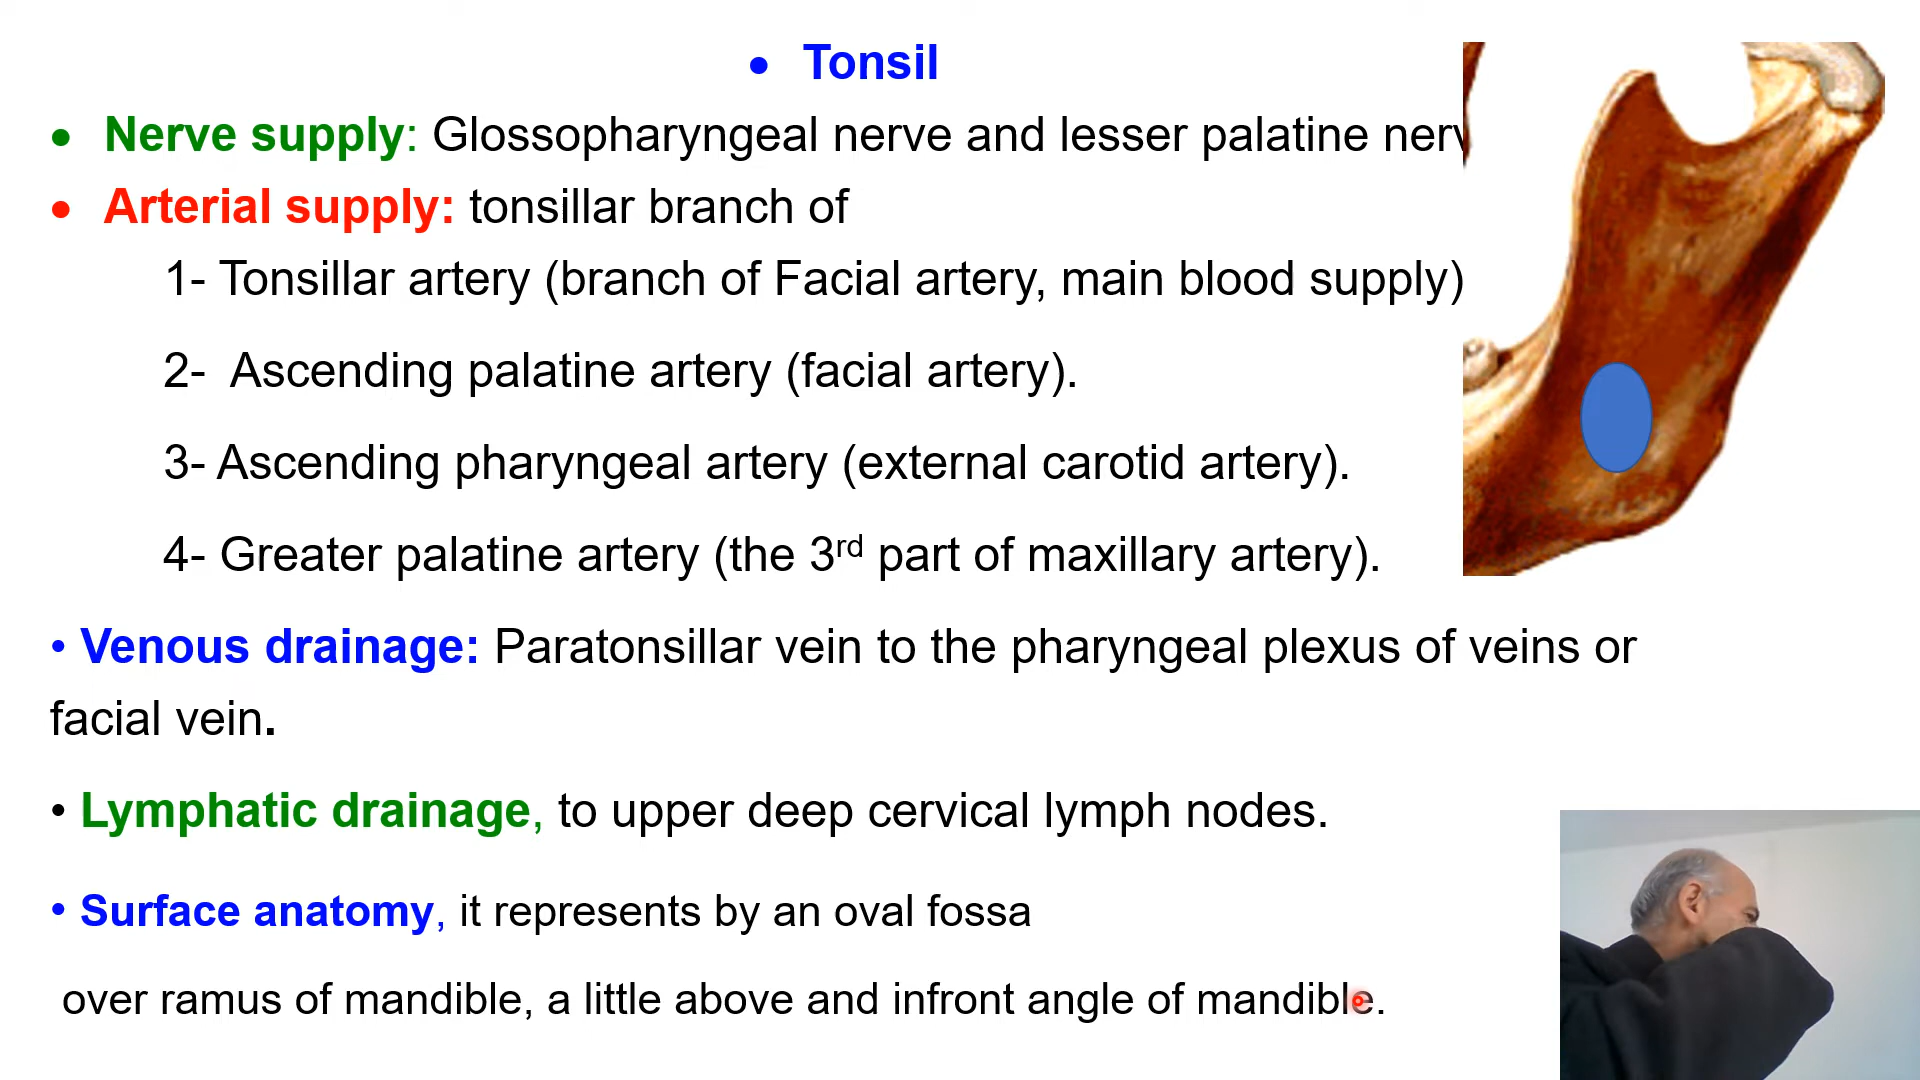 • Tonsil
• Nerve supply: Glossopharyngeal nerve and lesser palatine
• Arterial supply: tonsillar branch of
1- Tonsillar artery (branch of Facial artery, main blood supply)
2- Ascending palatine artery (facial artery).
3- Ascending pharyngeal artery (external carotid artery).
4- Greater palatine artery (the 3rd part of maxillary artery).
• Venous drainage: Paratonsillar vein to the pharyngeal plexus of veins or
facial vein.
• Lymphatic drainage, to upper deep cervical lymph nodes.
• Surface anatomy, it represents by an oval fossa
over ramus of mandible, a little above and infront angle of mandible.